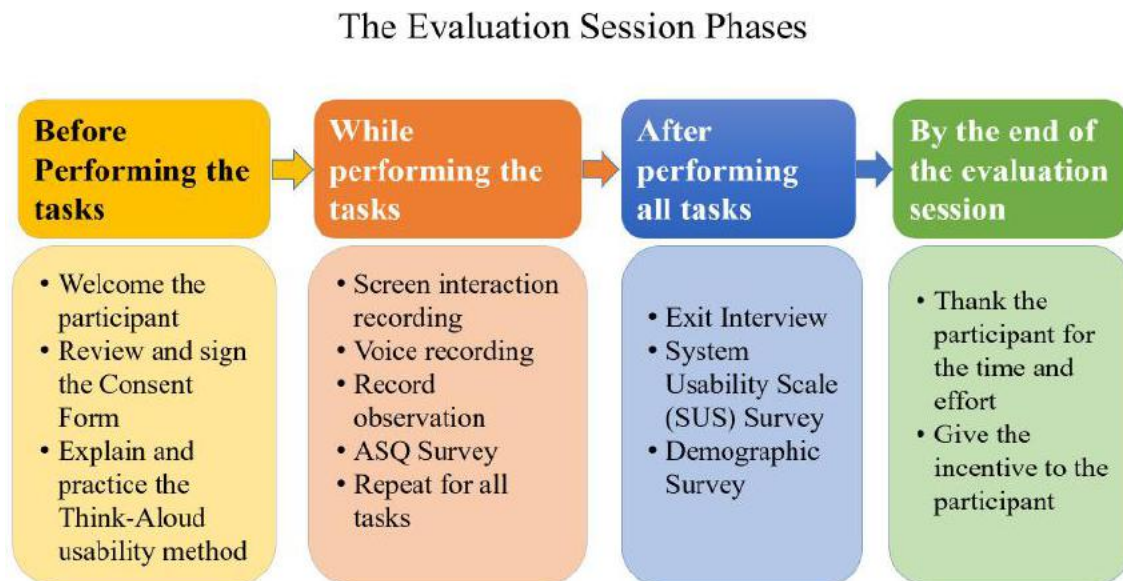 The Evaluation Session Phases
Before
Performing the
tasks
While
performing the
tasks
After
performing
all tasks
By the end of
the evaluation
session
• Welcome the
participant
• Review and sign
the Consent
Form
• Explain and
practice the
Think-Aloud
usability method
• Screen interaction
recording
• Voice recording
• Record
observation
• ASQ Survey
• Repeat for all
tasks
• Exit Interview
• System
Usability Scale
(SUS) Survey
• Demographic
Survey
• Thank the
participant for
the time and
effort
• Give the
incentive to the
participant